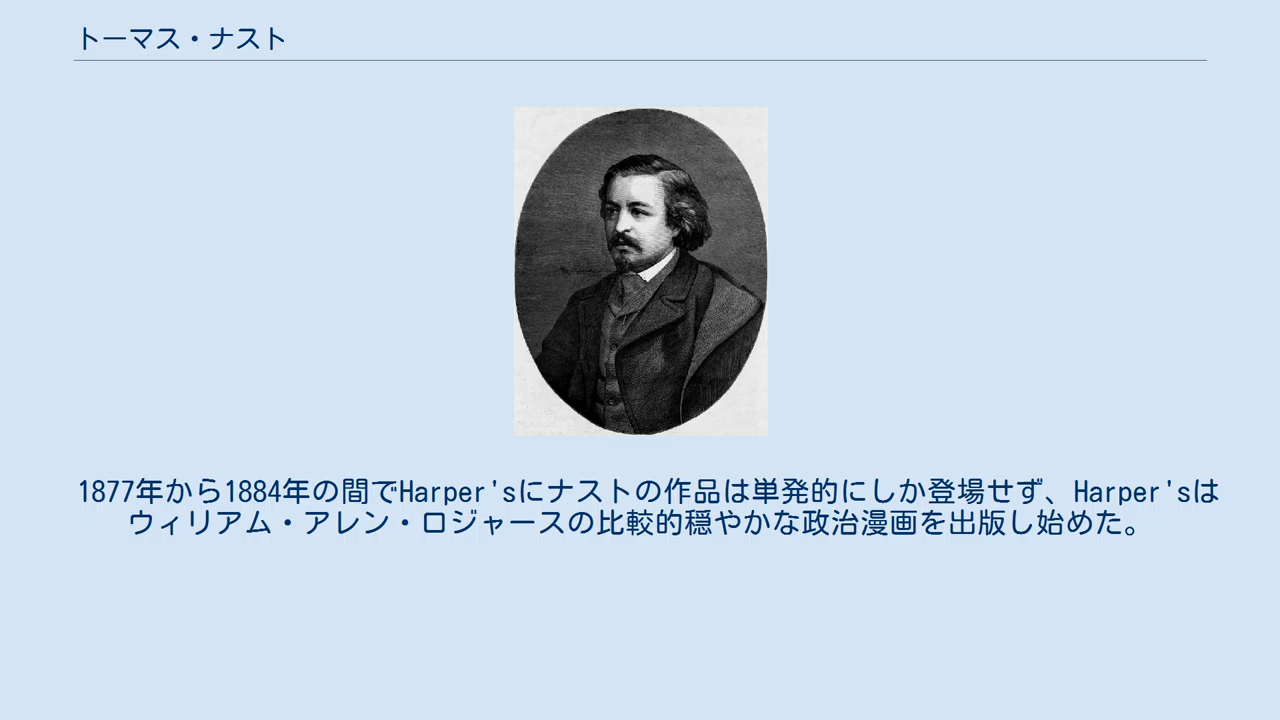 トーマス・ナスト
1877年から1884年の間でHarper'sにナストの作品は単発的にしか登場せず、Harper'sは
ウィリアム・アレン・ロジャースの比較的穏やかな政治漫画を出版し始めた。